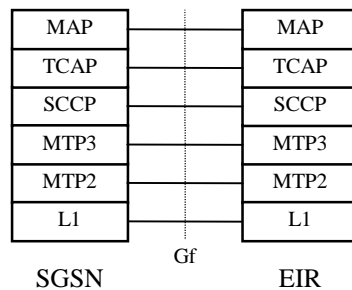 MAP MAP
TCAP TCAP
SCCP SCCP
MTP3 MTP3
MTP2 MTP2
L1 L1
Gf
SGSN EIR